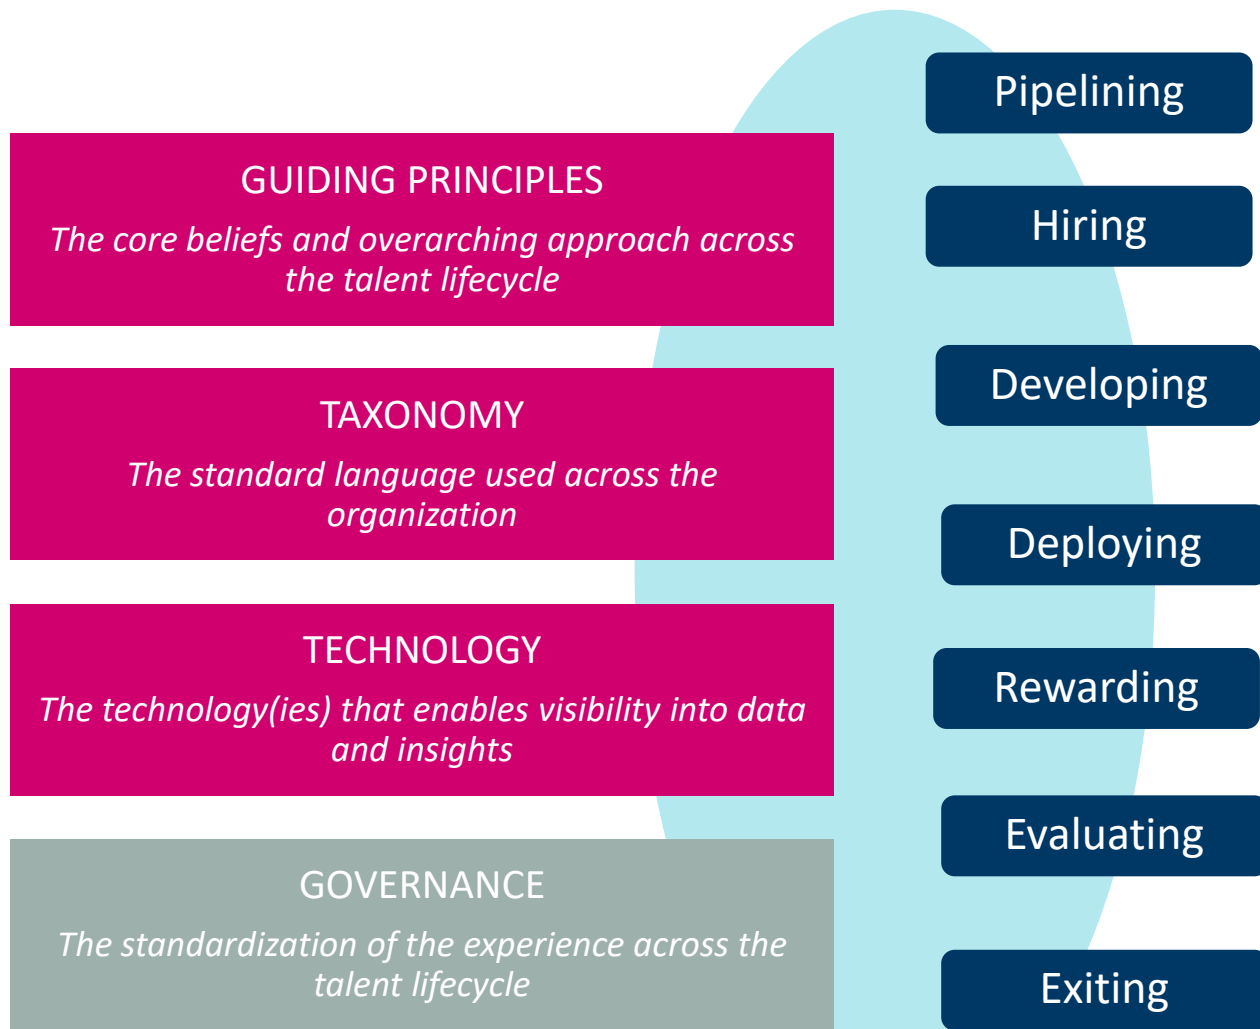 GUIDING PRINCIPLES
The core beliefs and overarching approach across
the talent lifecycle
TAXONOMY
The standard language used across the
organization
TECHNOLOGY
The technology(ies) that enables visibility into data
and insights
GOVERNANCE
The standardization of the experience across the
talent lifecycle
Pipelining
Hiring
Developing
Deploying
Rewarding
Evaluating
Exiting